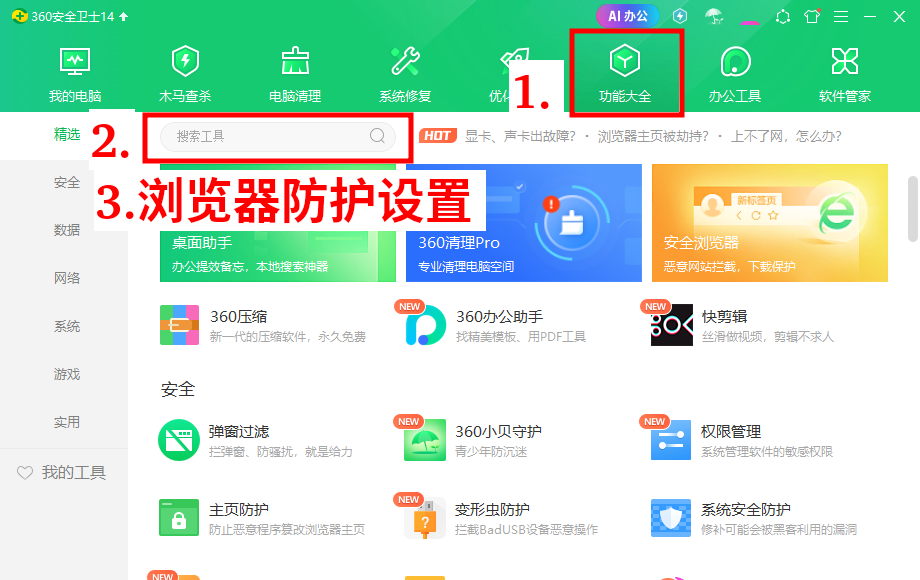 360安全卫士14
AI 办公
我的电脑
木马查杀
电脑清理
系统修复
优化
功能大全
办公工具
软件管家
1.
精选
2.
搜索工具
HOT 显卡、声卡出故障? · 浏览器主页被劫持? · 上不了网，怎么办?
3.浏览器防护设置
安全
数据
网络
系统
游戏
实用
我的工具
桌面助手
办公提效备忘，本地搜索神器
360清理Pro
专业清理电脑空间
新标签页
安全浏览器
恶意网站拦截，下载保护
360压缩
新一代的压缩软件，永久免费
NEW
360办公助手
找精美模板、用PDF工具
NEW
快剪辑
丝滑做视频，剪辑不求人
安全
弹窗过滤
拦弹窗、防骚扰，就是给力
NEW
360小贝守护
青少年防沉迷
NEW
权限管理
系统管理软件的敏感权限
主页防护
防止恶意程序篡改浏览器主页
NEW
变形虫防护
拦截BadUSB设备恶意操作
系统安全防护
修补可能会被黑客利用的漏洞
NEW